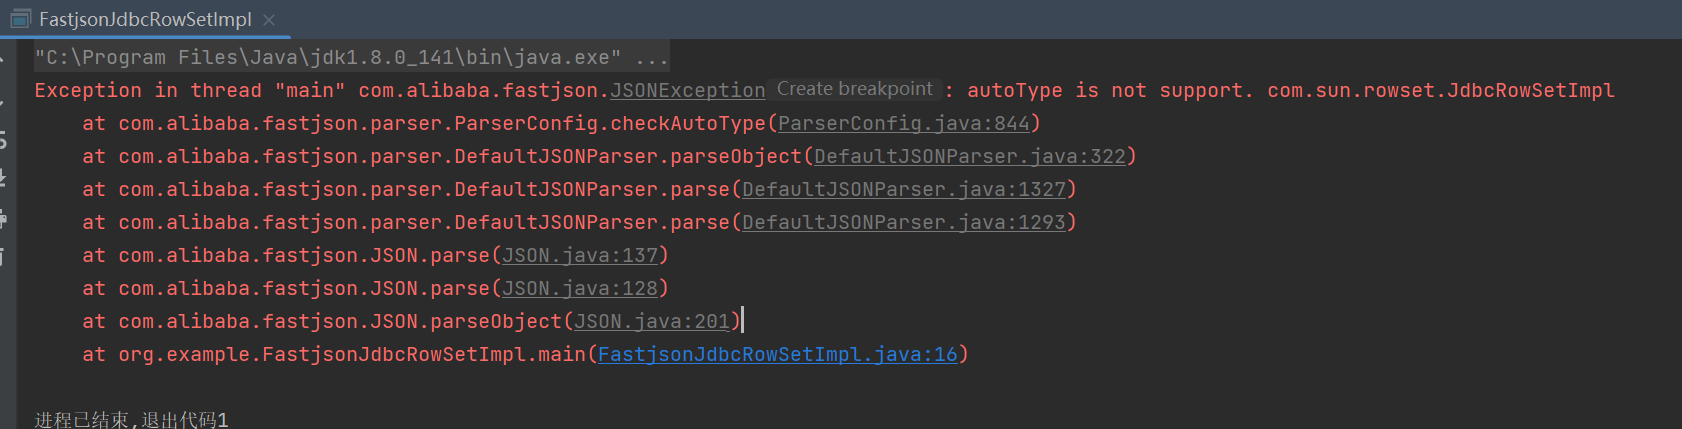 FastjsonJdbcRowSetImpl ×
"C:\Program Files\Java\jdk1.8.0_141\bin\java.exe" ...
Exception in thread "main" com.alibaba.fastjson.JSONException Create breakpoint : autoType is not support. com.sun.rowset.JdbcRowSetImpl
at com.alibaba.fastjson.parser.ParserConfig.checkAutoType(ParserConfig.java:844)
at com.alibaba.fastjson.parser.DefaultJSONParser.parseObject(DefaultJSONParser.java:322)
at com.alibaba.fastjson.parser.DefaultJSONParser.parse(DefaultJSONParser.java:1327)
at com.alibaba.fastjson.parser.DefaultJSONParser.parse(DefaultJSONParser.java:1293)
at com.alibaba.fastjson.JSON.parse(JSON.java:137)
at com.alibaba.fastjson.JSON.parse(JSON.java:128)
at com.alibaba.fastjson.JSON.parseObject(JSON.java:201)
at org.example.FastjsonJdbcRowSetImpl.main(FastjsonJdbcRowSetImpl.java:16)
进程已结束,退出代码1